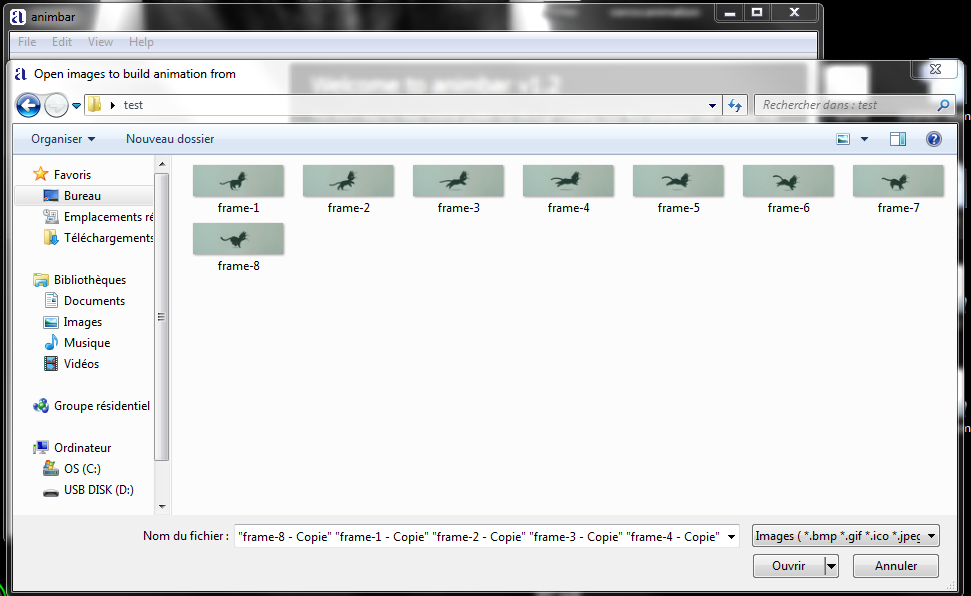 animbar
File Edit View Help
Open images to build animation from
Welcome to animbar v1.2
test
Rechercher dans : test
Organiser
Nouveau dossier
Favoris
Bureau
Emplacements ré
Téléchargements
Bibliothèques
Documents
Images
Musique
Vidéos
Groupe résidentiel
Ordinateur
OS (C:)
USB DISK (D:)
frame-1
frame-2
frame-3
frame-4
frame-5
frame-6
frame-7
frame-8
Nom du fichier :
"frame-8 - Copie" "frame-1 - Copie" "frame-2 - Copie" "frame-3 - Copie" "frame-4 - Copie"
Images ( *.bmp *.gif *.ico *.jpeg
Ouvrir
Annuler